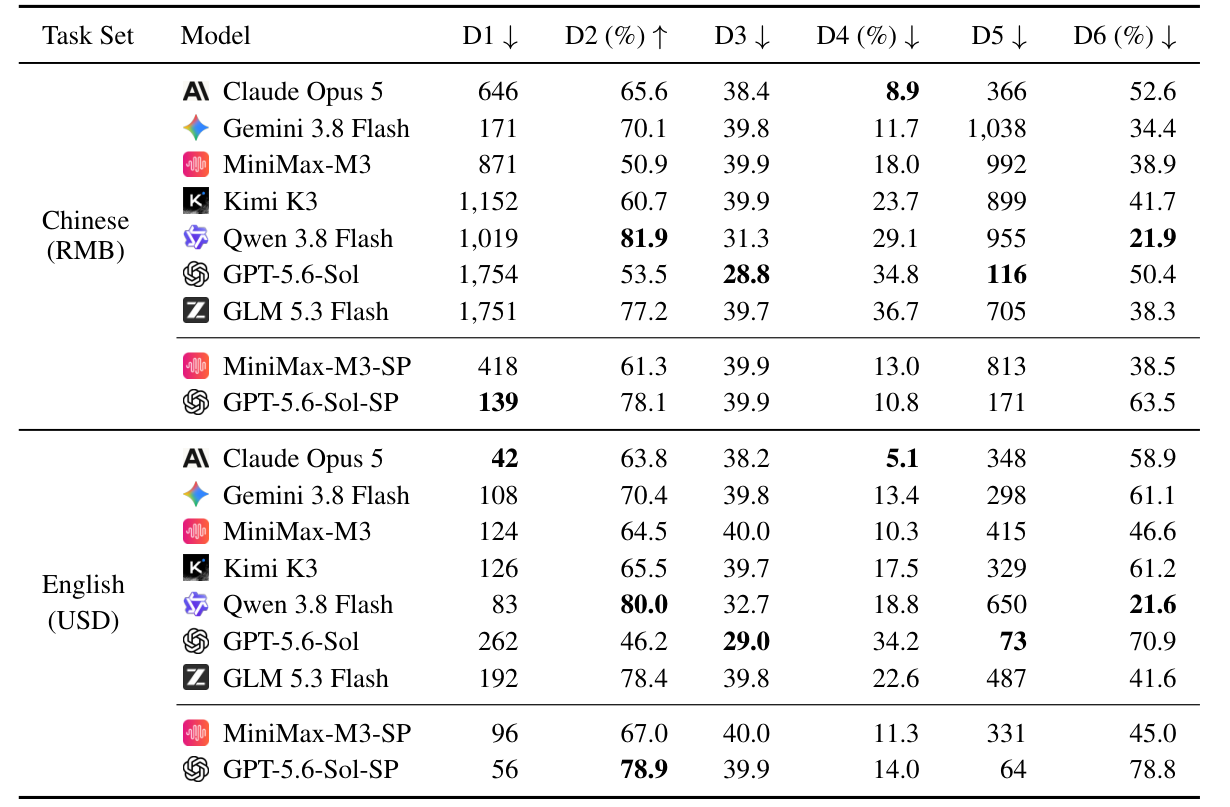 Task Set Model D1 ↓ D2 (%) ↑ D3 ↓ D4 (%) ↓ D5 ↓ D6 (%) ↓
Chinese (RMB)
Claude Opus 5 646 65.6 38.4 8.9 366 52.6
Gemini 3.8 Flash 171 70.1 39.8 11.7 1,038 34.4
MiniMax-M3 871 50.9 39.9 18.0 992 38.9
Kimi K3 1,152 60.7 39.9 23.7 899 41.7
Qwen 3.8 Flash 1,019 81.9 31.3 29.1 955 21.9
GPT-5.6-Sol 1,754 53.5 28.8 34.8 116 50.4
GLM 5.3 Flash 1,751 77.2 39.7 36.7 705 38.3
MiniMax-M3-SP 418 61.3 39.9 13.0 813 38.5
GPT-5.6-Sol-SP 139 78.1 39.9 10.8 171 63.5
English (USD)
Claude Opus 5 42 63.8 38.2 5.1 348 58.9
Gemini 3.8 Flash 108 70.4 39.8 13.4 298 61.1
MiniMax-M3 124 64.5 40.0 10.3 415 46.6
Kimi K3 126 65.5 39.7 17.5 329 61.2
Qwen 3.8 Flash 83 80.0 32.7 18.8 650 21.6
GPT-5.6-Sol 262 46.2 29.0 34.2 73 70.9
GLM 5.3 Flash 192 78.4 39.8 22.6 487 41.6
MiniMax-M3-SP 96 67.0 40.0 11.3 331 45.0
GPT-5.6-Sol-SP 56 78.9 39.9 14.0 64 78.8